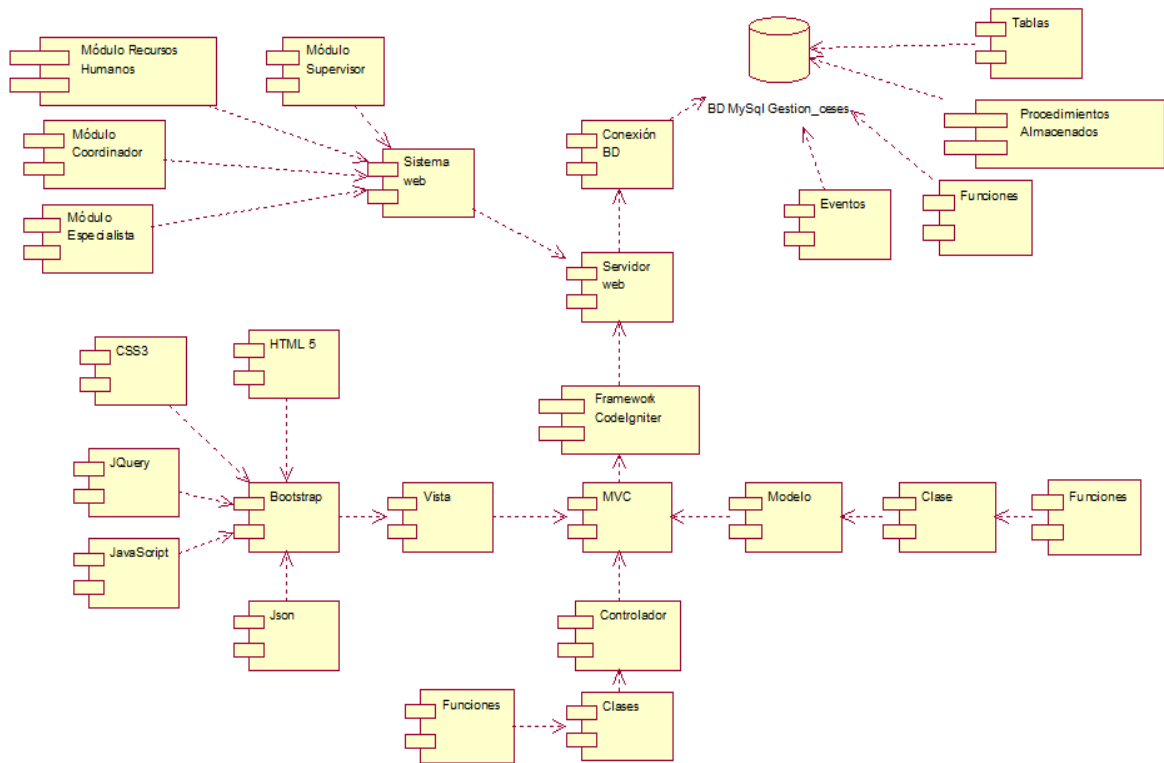 Tablas
Módulo Recursos
Humanos
Módulo
Supervisor
BD MySql Gestion_ceses
Procedimientos
Almacenados
Módulo
Coordinador
Conexión
BD
Sistema
web
Módulo
Especialista
Eventos
Funciones
Servidor
web
CSS3
HTML 5
Framework
CodeIgniter
JQuery
Bootstrap
Vista
MVC
Modelo
Clase
Funciones
JavaScript
Json
Controlador
Funciones
Clases